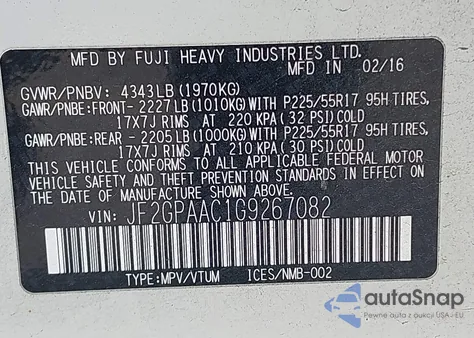 MFD BY FUJI HEAVY INDUSTRIES LTD.
MFD IN 02/16
GVWR/PNBV: 4343LB (1970KG)
GAWR/PNBE:FRONT- 2227LB (1010KG) WITH P225/55R17 95H TIRES,
17X7J RIMS AT 220 KPA (32 PSI) COLD
GAWR/PNBE:REAR - 2205LB (1000KG) WITH P225/55R17 95H TIRES,
17X7J RIMS AT 210 KPA (30 PSI) COLD
THIS VEHICLE CONFORMS TO ALL APPLICABLE FEDERAL MOTOR
VEHICLE SAFETY AND THEFT PREVENTION STANDARDS IN EFFECT ON
THE DATE OF MANUFACTURE SHOWN ABOVE.
VIN: JF2GPAAC1G9267082
TYPE:MPV/VTUM ICES/NMB-002
autoSnap
Pewne auto z USA i EU